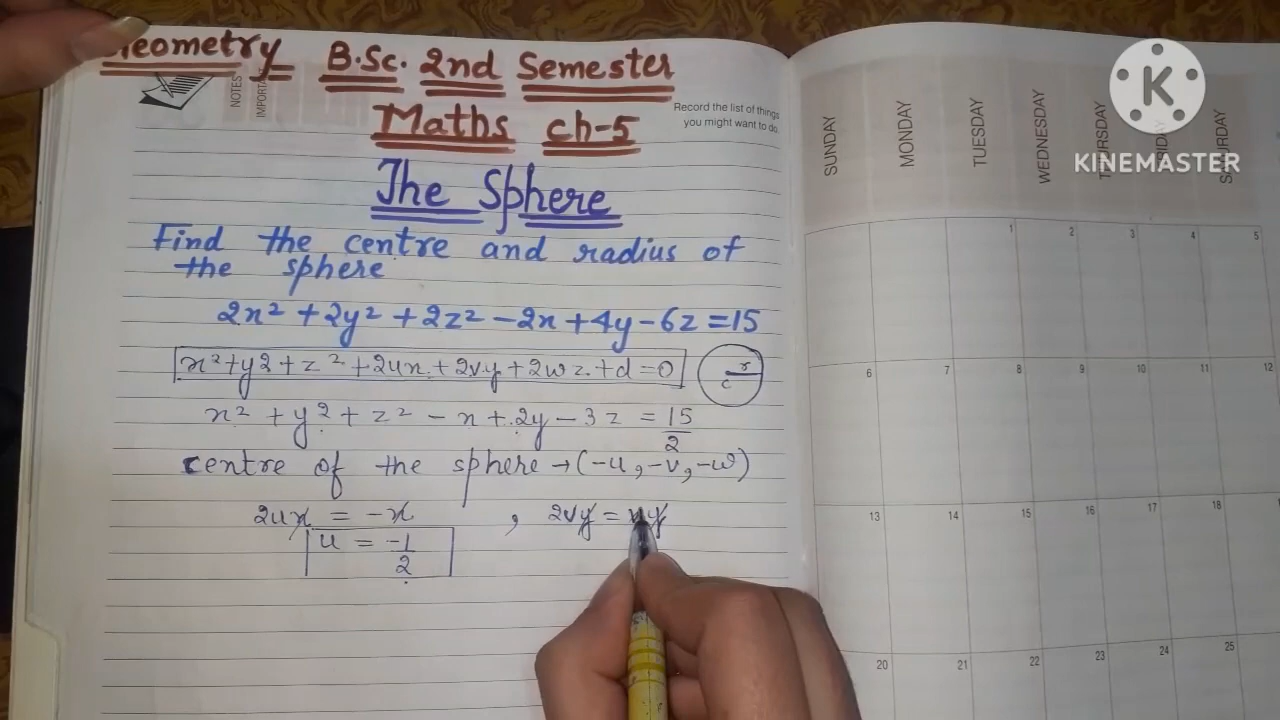 Geometry B.Sc. 2nd Semester
NOTES
IMPORTA
Record the list of things
you might want to do.
Maths ch-5
The Sphere
Find the centre and radius of
the sphere
2x² + 2y² + 2z² - 2x + 4y - 6z = 15
x² + y² + z² + 2ux + 2vy + 2wz + d = 0
c r
x² + y² + z² - x + 2y - 3z = 15/2
centre of the sphere → (-u, -v, -w)
2ux = -x , 2vy =
u = -1/2
SUNDAY MONDAY TUESDAY WEDNESDAY THURSDAY FRIDAY SATURDAY
1 2 3 4 5
6 7 8 9 10 11 12
13 14 15 16 17 18
20 21 22 23 24 25
K
KINEMASTER